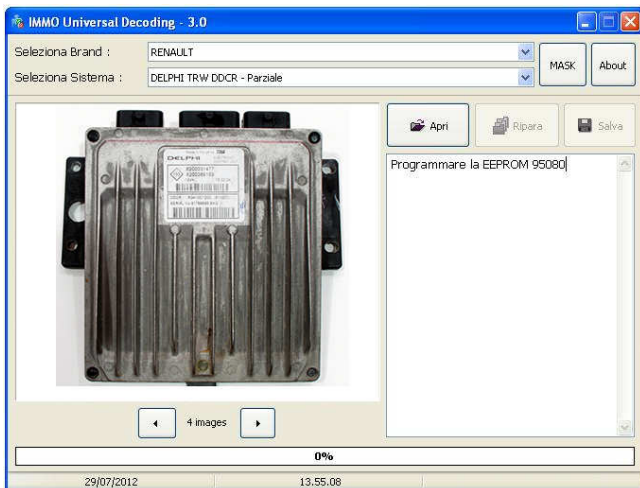 IMMO Universal Decoding - 3.0
Seleziona Brand :
RENAULT
Seleziona Sistema :
DELPHI TRW DDCR - Parziale
MASK
About
Apri
Ripara
Salva
Programmare la EEPROM 95080
DELPHI
4 images
0%
29/07/2012
13.55.08